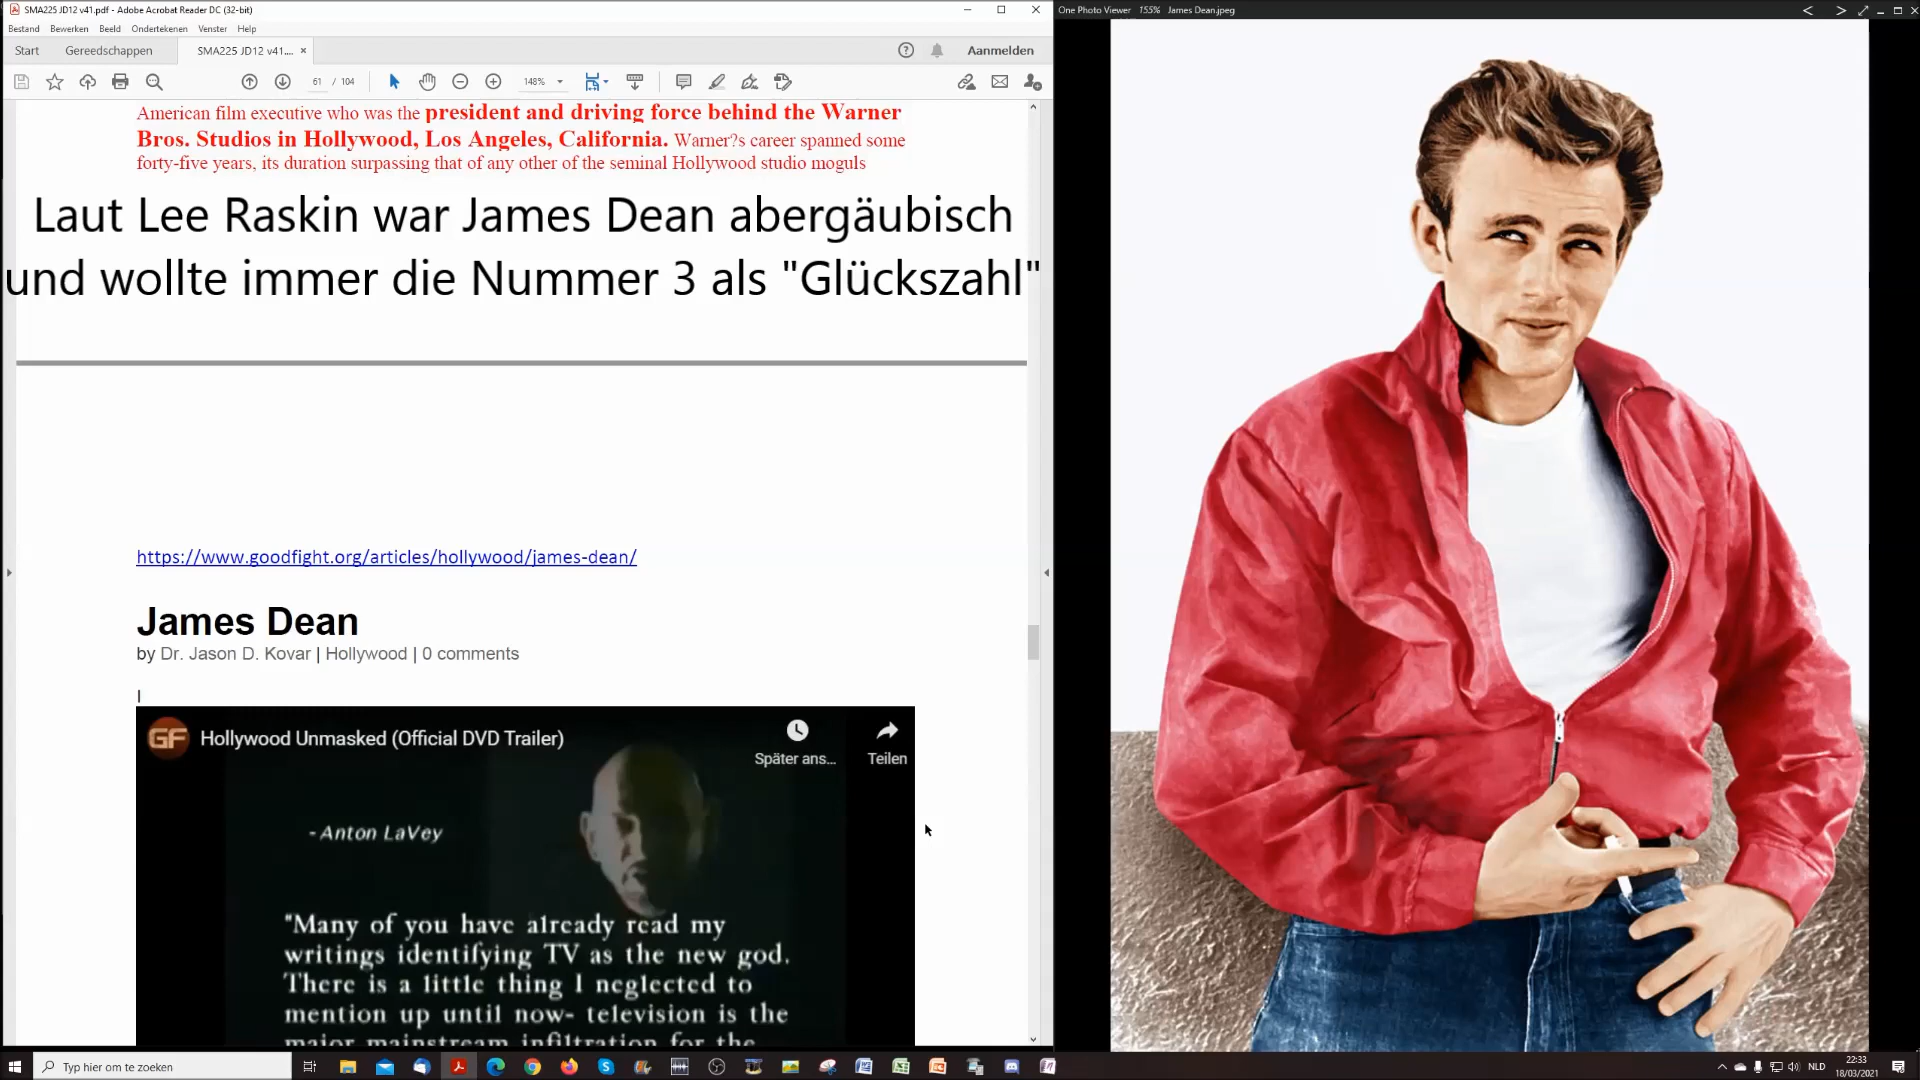 SMA225 JD12 v41.pdf - Adobe Acrobat Reader DC (32-bit)
Bestand Bewerken Beeld Ondertekenen Venster Help
Start Gereedschappen SMA225 JD12 v41.... × Aanmelden
61 / 104 148%
American film executive who was the president and driving force behind the Warner
Bros. Studios in Hollywood, Los Angeles, California. Warner?s career spanned some
forty-five years, its duration surpassing that of any other of the seminal Hollywood studio moguls
Laut Lee Raskin war James Dean abergäubisch
und wollte immer die Nummer 3 als "Glückszahl"
https://www.goodfight.org/articles/hollywood/james-dean/
James Dean
by Dr. Jason D. Kovar | Hollywood | 0 comments
GF Hollywood Unmasked (Official DVD Trailer)
Später ans... Teilen
- Anton LaVey
"Many of you have already read my
writings identifying TV as the new god.
There is a little thing I neglected to
mention up until now- television is the
major mainstream infiltration for the
One Photo Viewer 155% James Dean.jpeg
Typ hier om te zoeken
NLD
22:33
18/03/2021